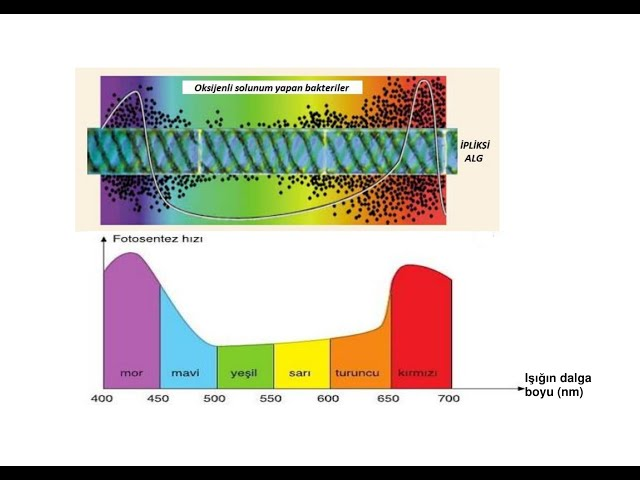 Oksijenli solunum yapan bakteriler
İPLİKSİ
ALG
Fotosentez hızı
mor mavi yeşil sarı turuncu kırmızı
400 450 500 550 600 650 700
Işığın dalga
boyu (nm)